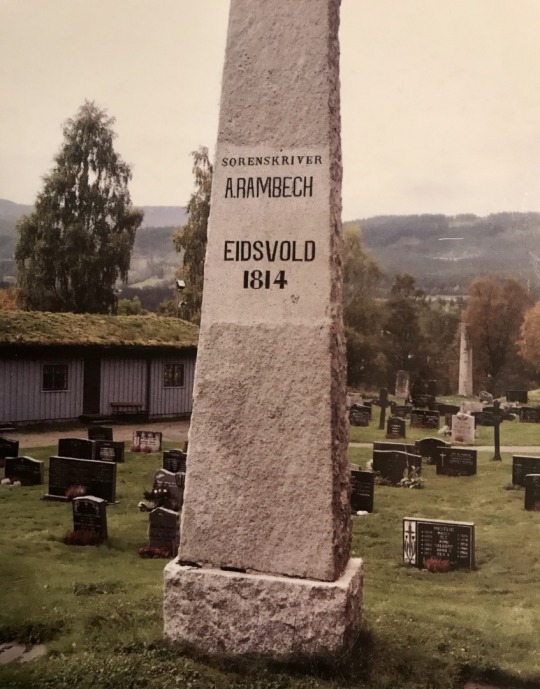 SORENSKRIVER
A.RAMBECH
EIDSVOLD
1814